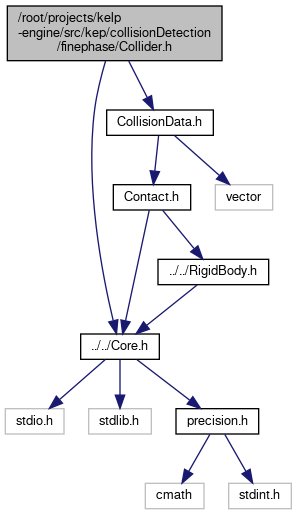 /root/projects/kelp
-engine/src/kep/collisionDetection
/finephase/Collider.h
CollisionData.h
Contact.h
vector
../../RigidBody.h
../../Core.h
stdio.h
stdlib.h
precision.h
cmath
stdint.h